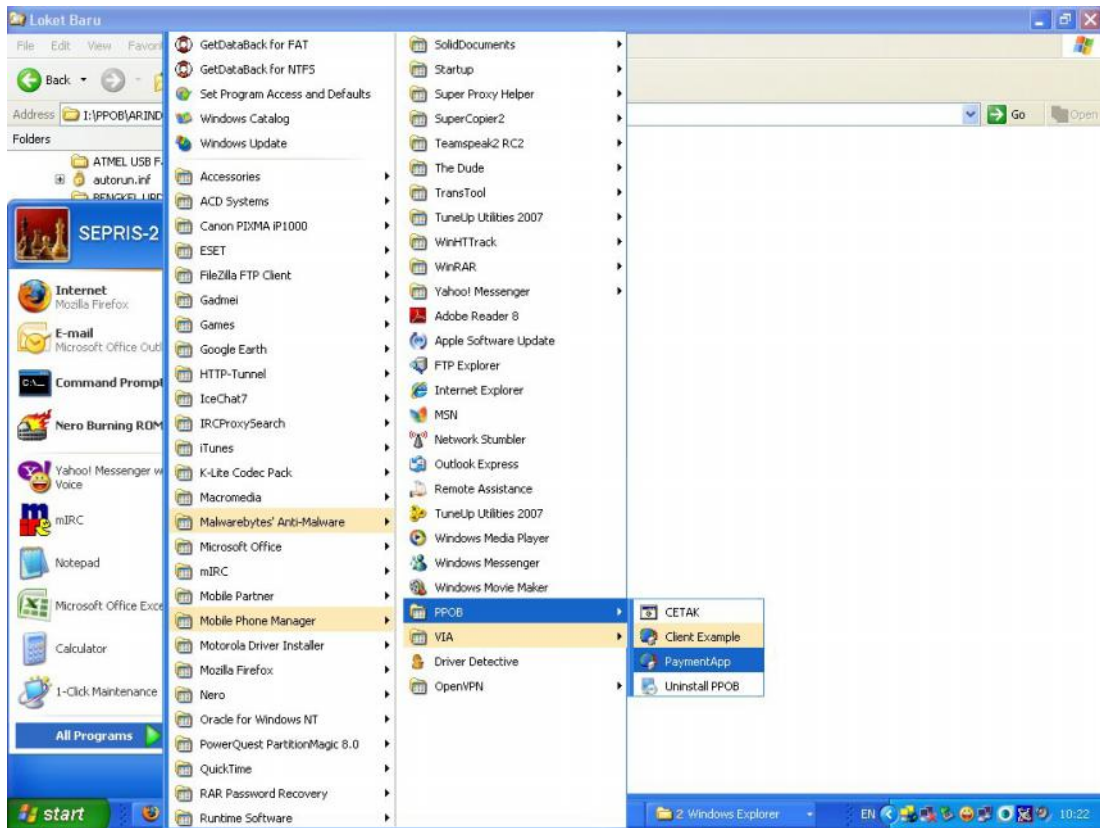 Loket Baru
File Edit View
Back
Address I:\PPOB\ARIND
Go
Folders
ATMEL USB F
autorun.inf
SEPRIS-2
Internet
Mozilla Firefox
E-mail
Microsoft Office Outl
Command Prompt
Nero Burning ROM
Yahoo! Messenger w
Voice
mIRC
Notepad
Microsoft Office Exce
Calculator
1-Click Maintenance
All Programs
GetDataBack for FAT
GetDataBack for NTFS
Set Program Access and Defaults
Windows Catalog
Windows Update
Accessories
ACD Systems
Canon PIXMA iP1000
ESET
FileZilla FTP Client
Gadmei
Games
Google Earth
HTTP-Tunnel
IceChat7
IRCProxySearch
iTunes
K-Lite Codec Pack
Macromedia
Malwarebytes' Anti-Malware
Microsoft Office
mIRC
Mobile Partner
Mobile Phone Manager
Motorola Driver Installer
Mozilla Firefox
Nero
Oracle for Windows NT
PowerQuest PartitionMagic 8.0
QuickTime
RAR Password Recovery
Runtime Software
SolidDocuments
Startup
Super Proxy Helper
SuperCopier2
Teamspeak2 RC2
The Dude
TransTool
TuneUp Utilities 2007
WinHTTrack
WinRAR
Yahoo! Messenger
Adobe Reader 8
Apple Software Update
FTP Explorer
Internet Explorer
MSN
Network Stumbler
Outlook Express
Remote Assistance
TuneUp Utilities 2007
Windows Media Player
Windows Messenger
Windows Movie Maker
PPOB
VIA
Driver Detective
OpenVPN
CETAK
Client Example
PaymentApp
Uninstall PPOB
Open
start
2 Windows Explorer
EN
10:22